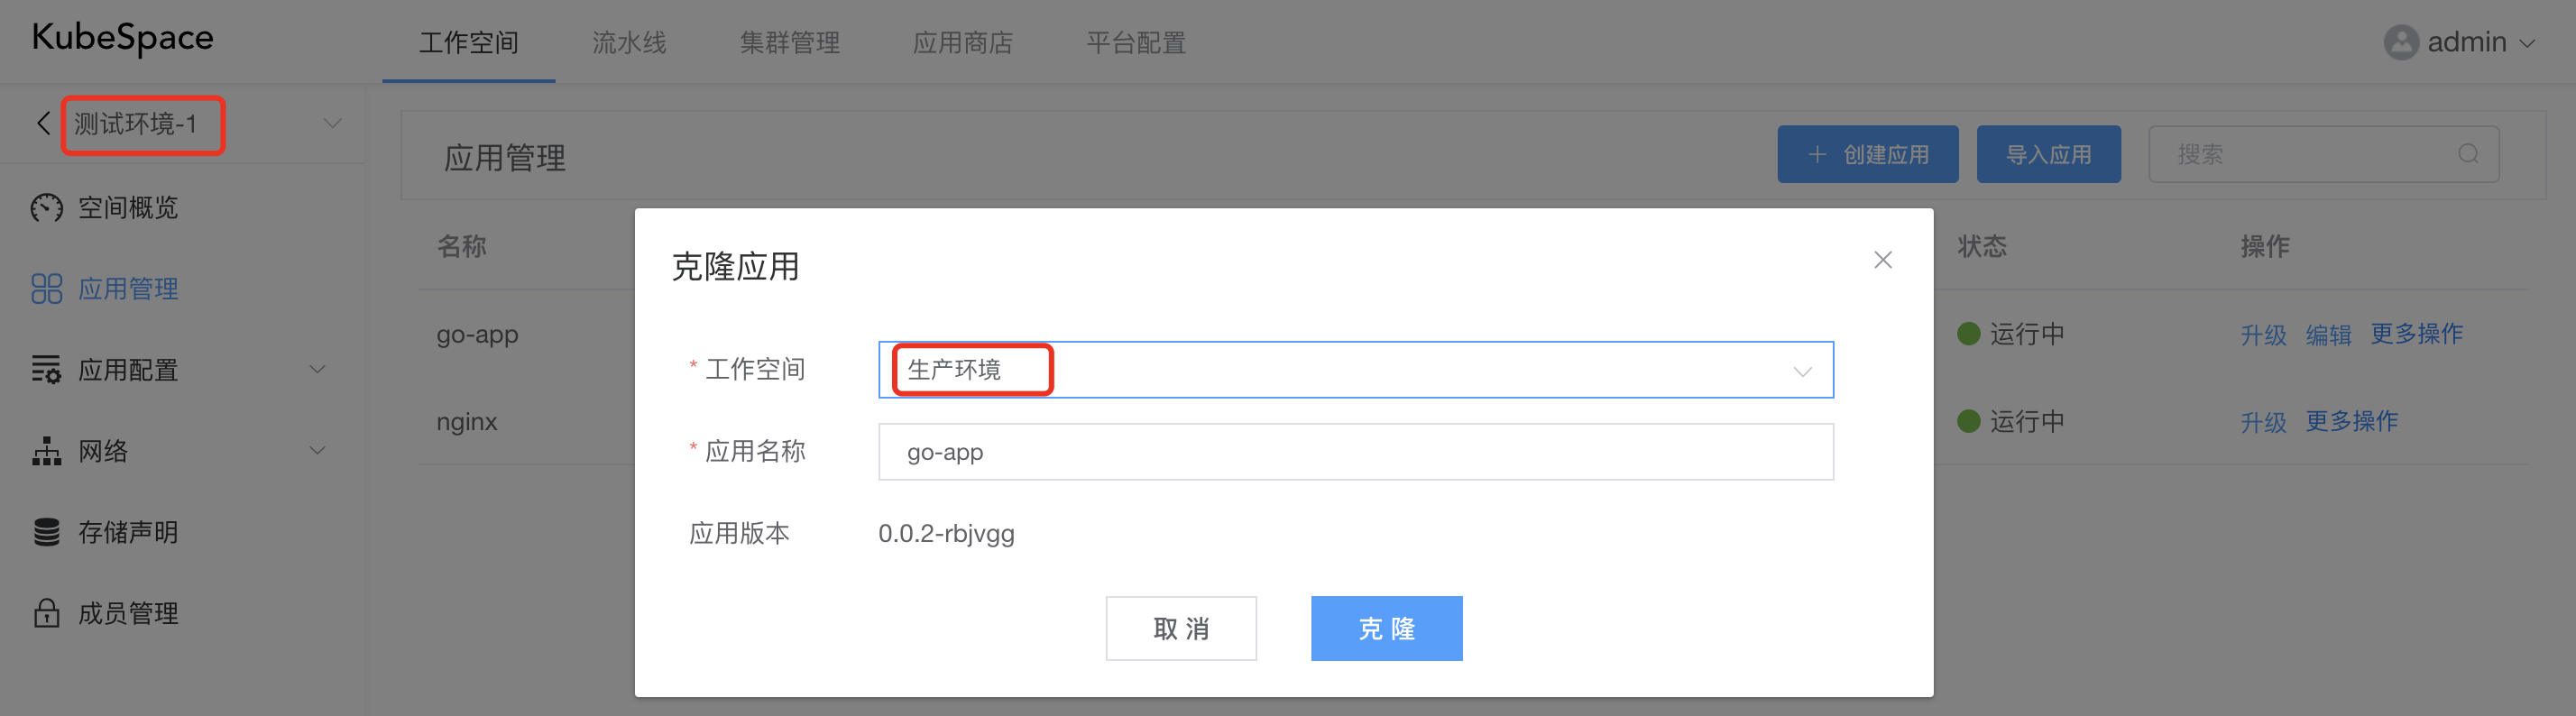 KubeSpace
工作空间 流水线 集群管理 应用商店 平台配置
admin
测试环境-1
空间概览
应用管理
应用配置
网络
存储声明
成员管理
应用管理
+ 创建应用 导入应用 搜索
名称 状态 操作
go-app 运行中 升级 编辑 更多操作
nginx 运行中 升级 更多操作
克隆应用
* 工作空间 生产环境
* 应用名称 go-app
应用版本 0.0.2-rbjvgg
取消 克隆